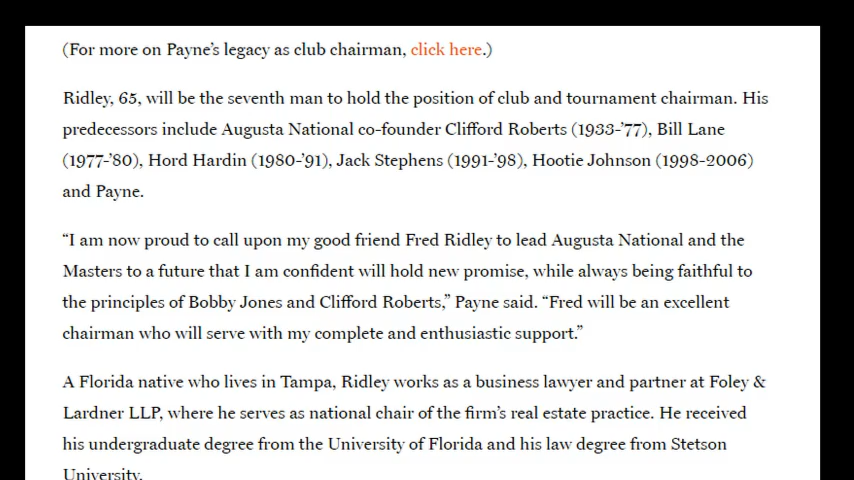 (For more on Payne’s legacy as club chairman, click here.)
Ridley, 65, will be the seventh man to hold the position of club and tournament chairman. His
predecessors include Augusta National co-founder Clifford Roberts (1933-’77), Bill Lane
(1977-’80), Hord Hardin (1980-’91), Jack Stephens (1991-’98), Hootie Johnson (1998-2006)
and Payne.
“I am now proud to call upon my good friend Fred Ridley to lead Augusta National and the
Masters to a future that I am confident will hold new promise, while always being faithful to
the principles of Bobby Jones and Clifford Roberts,” Payne said. “Fred will be an excellent
chairman who will serve with my complete and enthusiastic support.”
A Florida native who lives in Tampa, Ridley works as a business lawyer and partner at Foley &
Lardner LLP, where he serves as national chair of the firm’s real estate practice. He received
his undergraduate degree from the University of Florida and his law degree from Stetson
University.